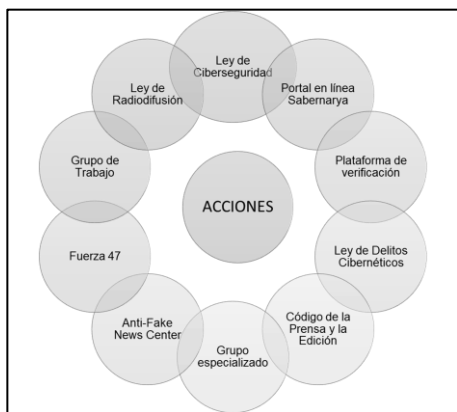 Ley de
Ciberseguridad
Portal en línea
Sabernarya
Plataforma de
verificación
Ley de Delitos
Cibernéticos
Código de la
Prensa y la
Edición
Grupo
especializado
Anti-Fake
News Center
Fuerza 47
Grupo de
Trabajo
Ley de
Radiodifusión
ACCIONES